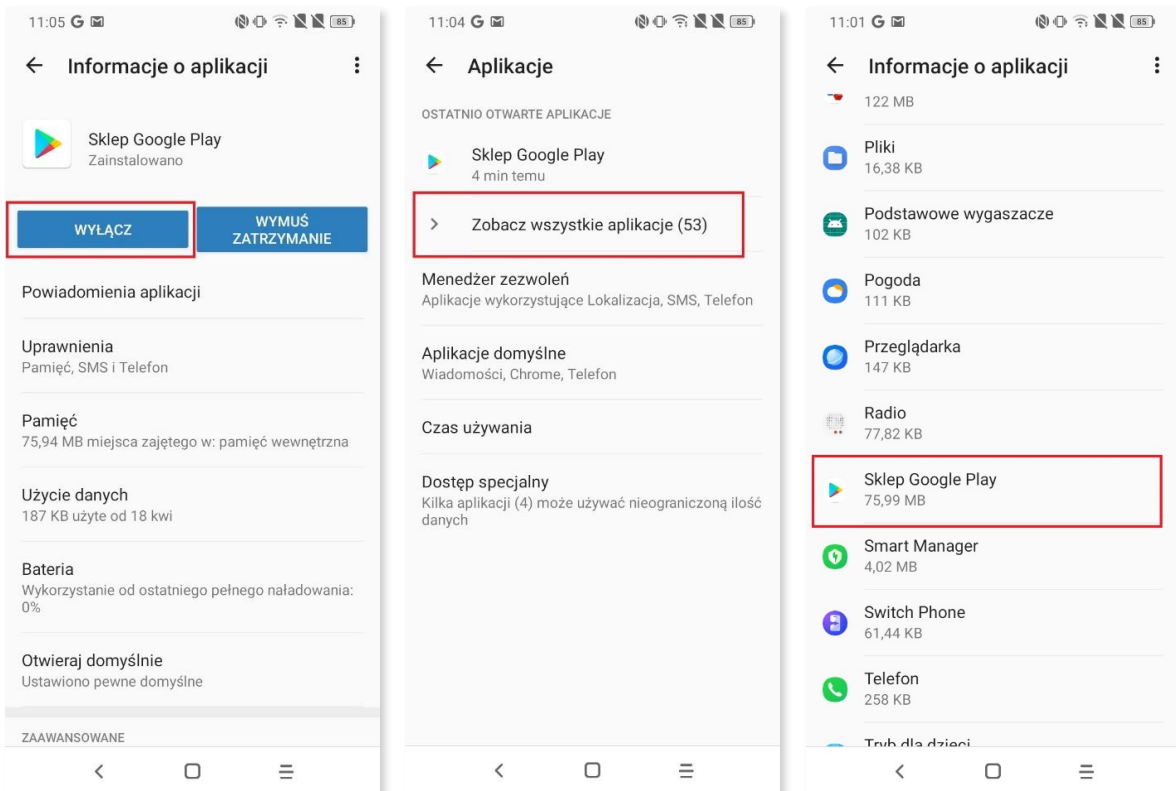 11:05 G
85
Informacje o aplikacji
Sklep Google Play
Zainstalowano
WYŁĄCZ
WYMUŚ
ZATRZYMANIE
Powiadomienia aplikacji
Uprawnienia
Pamięć, SMS i Telefon
Pamięć
75,94 MB miejsca zajętego w: pamięć wewnętrzna
Użycie danych
187 KB użyte od 18 kwi
Bateria
Wykorzystanie od ostatniego pełnego naładowania:
0%
Otwieraj domyślnie
Ustawiono pewne domyślne
ZAAWANSOWANE
11:04 G
85
Aplikacje
OSTATNIO OTWARTE APLIKACJE
Sklep Google Play
4 min temu
Zobacz wszystkie aplikacje (53)
Menedżer zezwoleń
Aplikacje wykorzystujące Lokalizacja, SMS, Telefon
Aplikacje domyślne
Wiadomości, Chrome, Telefon
Czas używania
Dostęp specjalny
Kilka aplikacji (4) może używać nieograniczoną ilość
danych
11:01 G
85
Informacje o aplikacji
122 MB
Pliki
16,38 KB
Podstawowe wygaszacze
102 KB
Pogoda
111 KB
Przeglądarka
147 KB
Radio
77,82 KB
Sklep Google Play
75,99 MB
Smart Manager
4,02 MB
Switch Phone
61,44 KB
Telefon
258 KB
Tryb dla dzieci